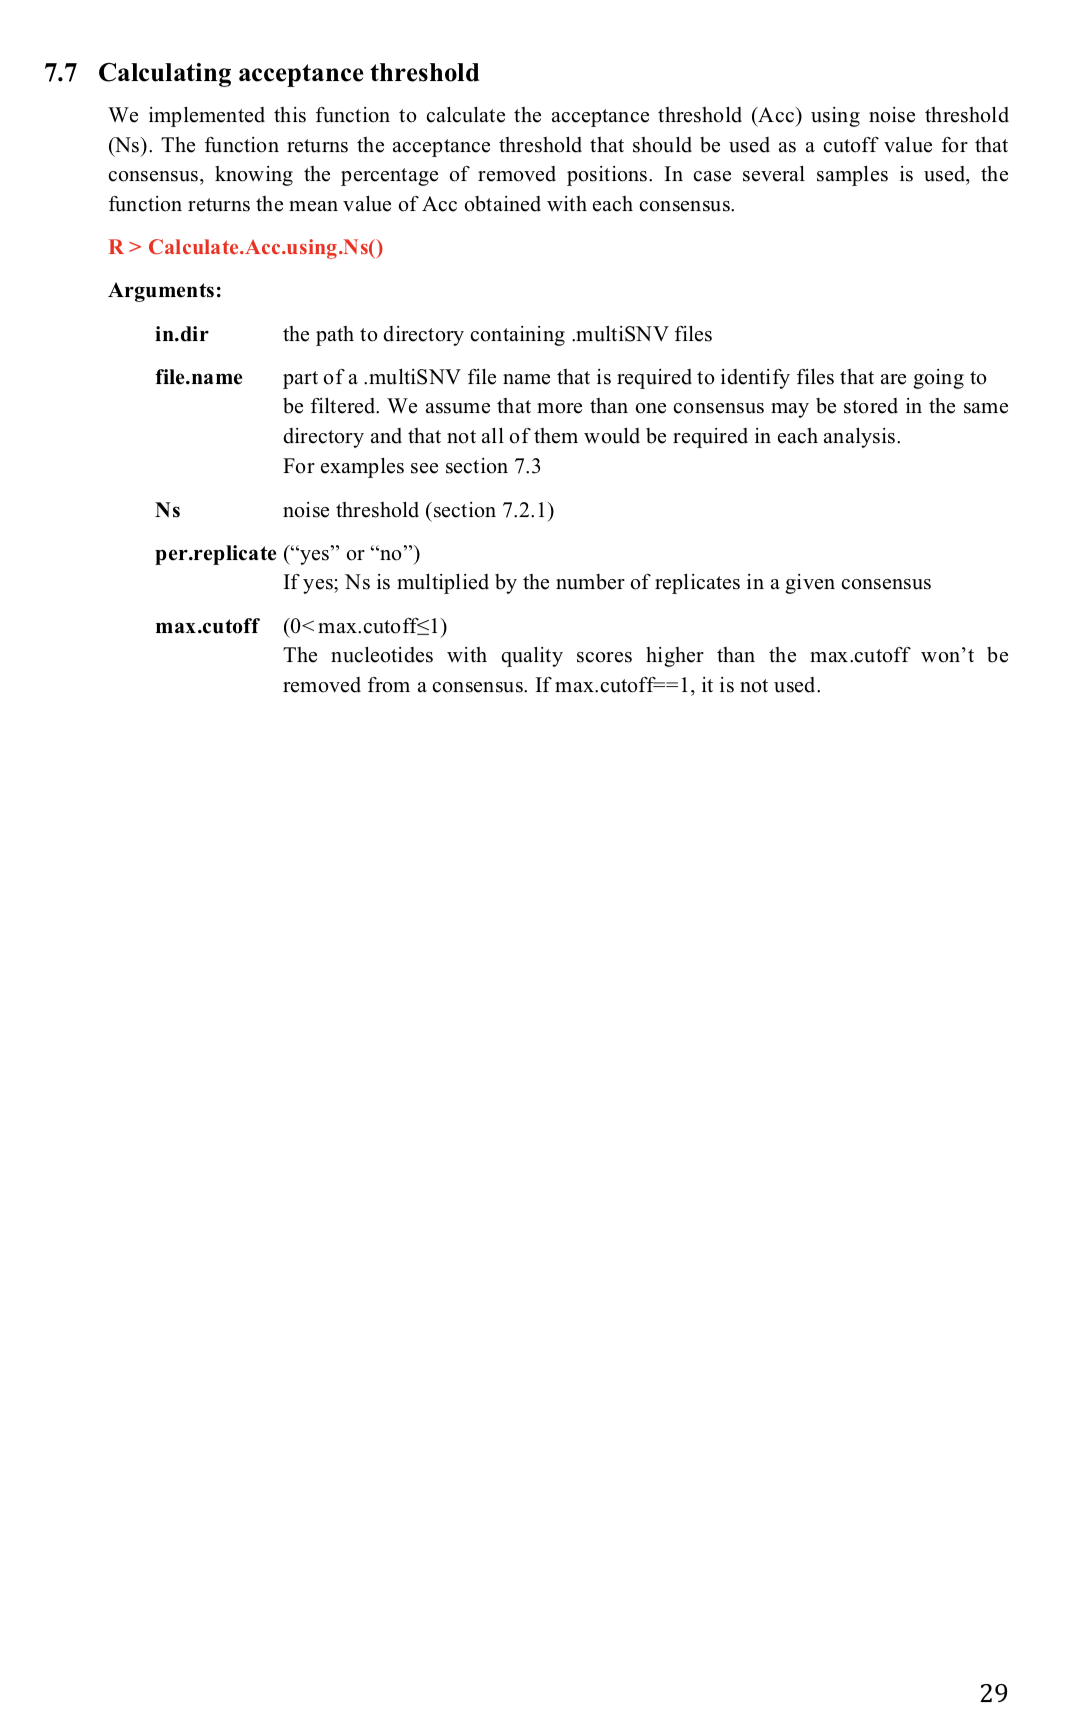 7.7 Calculating acceptance threshold
We implemented this function to calculate the acceptance threshold (Acc) using noise threshold
(Ns). The function returns the acceptance threshold that should be used as a cutoff value for that
consensus, knowing the percentage of removed positions. In case several samples is used, the
function returns the mean value of Acc obtained with each consensus.
R > Calculate.Acc.using.Ns()
Arguments:
in.dir the path to directory containing .multiSNV files
file.name part of a .multiSNV file name that is required to identify files that are going to
be filtered. We assume that more than one consensus may be stored in the same
directory and that not all of them would be required in each analysis.
For examples see section 7.3
Ns noise threshold (section 7.2.1)
per.replicate (“yes” or “no”)
If yes; Ns is multiplied by the number of replicates in a given consensus
max.cutoff (0< max.cutoff≤1)
The nucleotides with quality scores higher than the max.cutoff won’t be
removed from a consensus. If max.cutoff==1, it is not used.
29